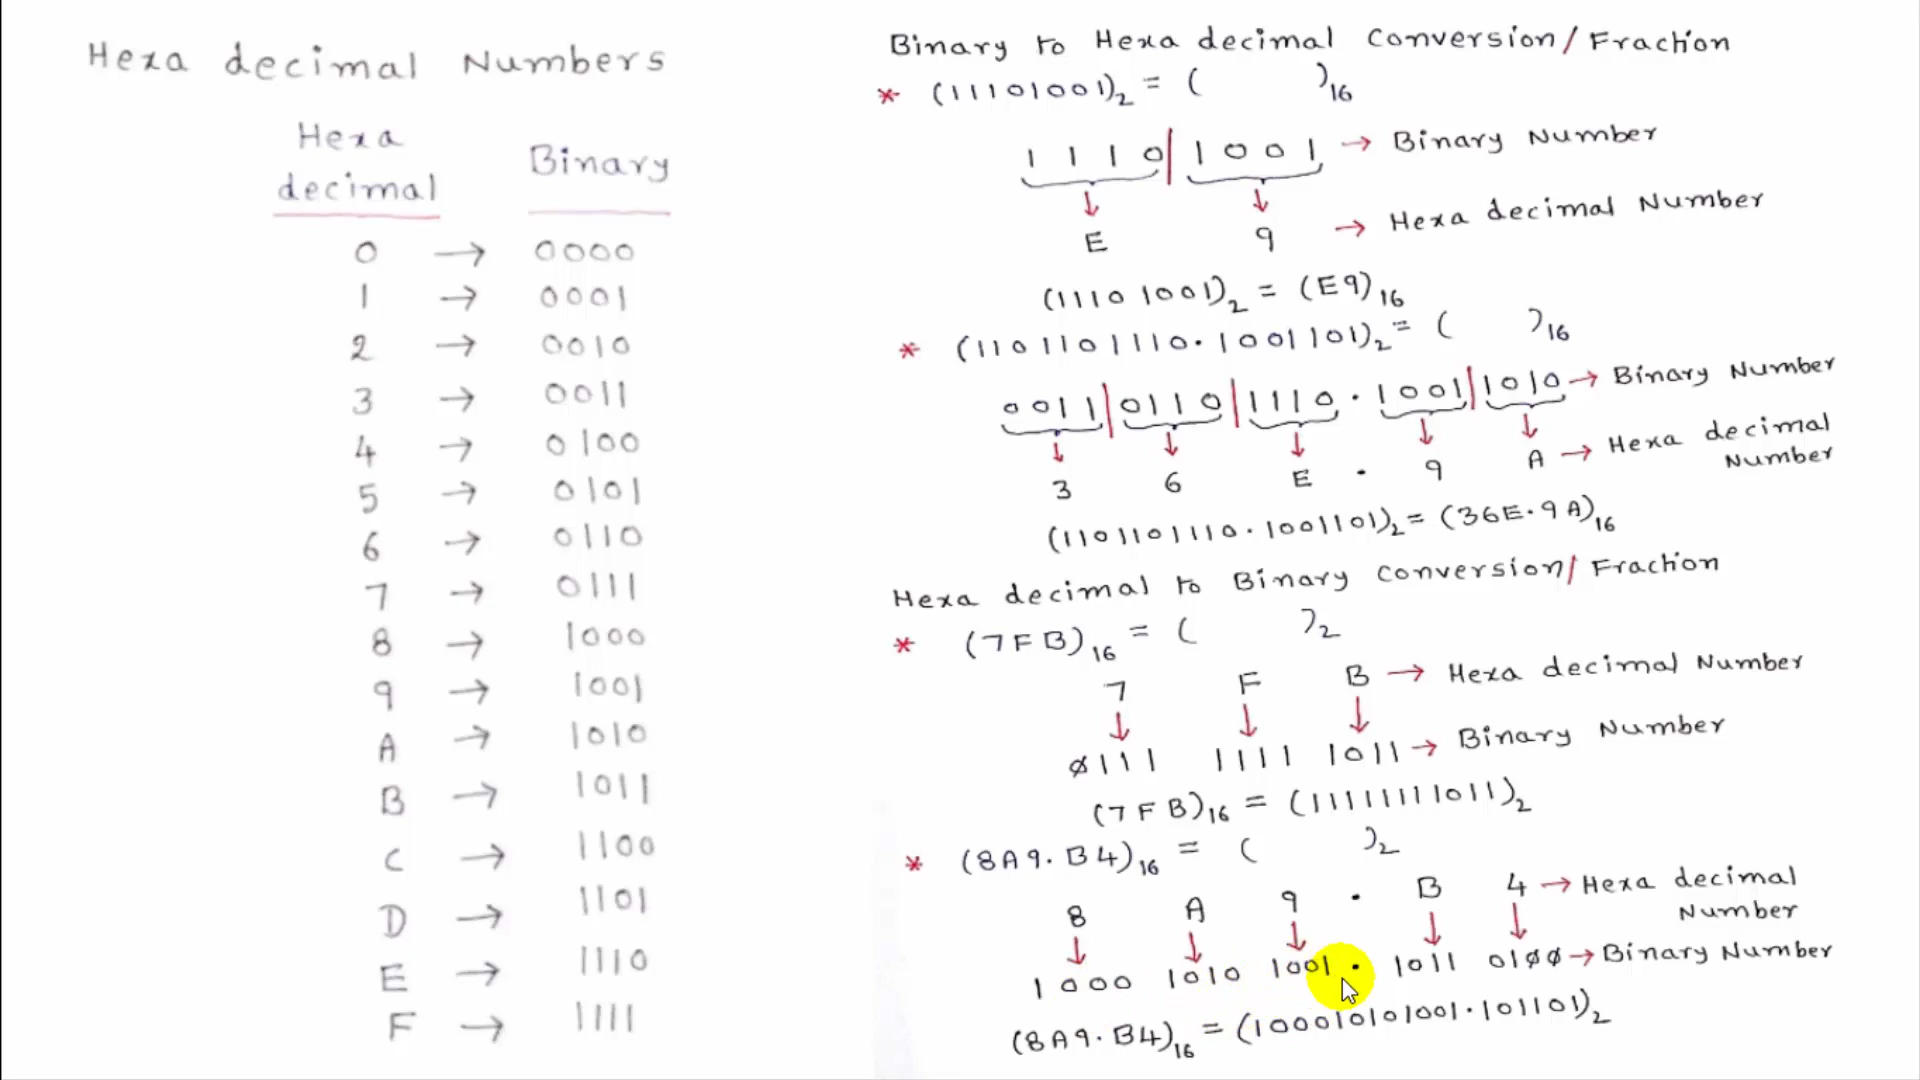 Hexa decimal Numbers
Hexa decimal Binary
0 → 0000
1 → 0001
2 → 0010
3 → 0011
4 → 0100
5 → 0101
6 → 0110
7 → 0111
8 → 1000
9 → 1001
A → 1010
B → 1011
C → 1100
D → 1101
E → 1110
F → 1111
Binary to Hexa decimal Conversion/Fraction
* (11101001)₂ = ( )₁₆
1110|1001 → Binary Number
↓ ↓
E 9 → Hexa decimal Number
(11101001)₂ = (E9)₁₆
* (1101101110.1001101)₂ = ( )₁₆
0011|0110|1110.1001|1010 → Binary Number
↓ ↓ ↓ ↓ ↓
3 6 E . 9 A → Hexa decimal Number
(1101101110.1001101)₂ = (36E.9A)₁₆
Hexa decimal to Binary Conversion/Fraction
* (7FB)₁₆ = ( )₂
7 F B → Hexa decimal Number
↓ ↓ ↓
0111 1111 1011 → Binary Number
(7FB)₁₆ = (11111111011)₂
* (8A9.B4)₁₆ = ( )₂
8 A 9 . B 4 → Hexa decimal Number
↓ ↓ ↓ ↓ ↓
1000 1010 1001 . 1011 0100 → Binary Number
(8A9.B4)₁₆ = (100010101001.101101)₂